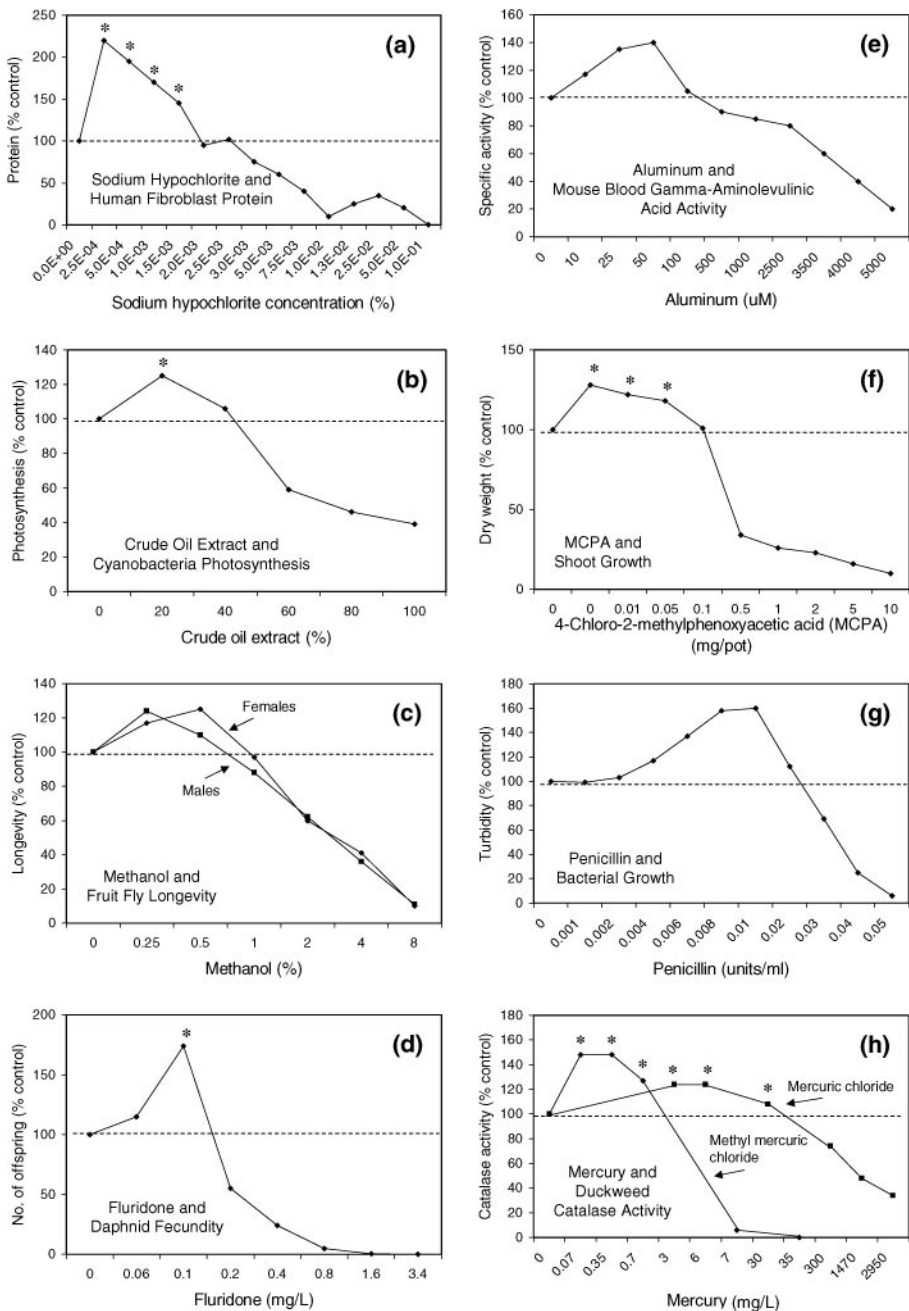 250
200
150
100
50
0
Protein (% control)
*
*
*
*
(a)
Sodium Hypochlorite and
Human Fibroblast Protein
0.0E+00
2.5E-04
5.0E-04
1.0E-03
1.5E-03
2.0E-03
2.5E-03
3.0E-03
5.0E-03
7.5E-03
1.0E-02
1.3E-02
2.5E-02
5.0E-02
1.0E-01
Sodium hypochlorite concentration (%)
140
120
100
80
60
40
20
0
Photosynthesis (% control)
*
(b)
Crude Oil Extract and
Cyanobacteria Photosynthesis
0 20 40 60 80 100
Crude oil extract (%)
140
120
100
80
60
40
20
0
Longevity (% control)
(c)
Females
Males
Methanol and
Fruit Fly Longevity
0 0.25 0.5 1 2 4 8
Methanol (%)
200
150
100
50
0
No. of offspring (% control)
*
(d)
Fluridone and
Daphnid Fecundity
0 0.06 0.1 0.2 0.4 0.8 1.6 3.4
Fluridone (mg/L)
160
140
120
100
80
60
40
20
0
Specific activity (% control)
(e)
Aluminum and
Mouse Blood Gamma-Aminolevulinic
Acid Activity
0
10
25
50
100
500
1000
2500
3500
4000
5000
Aluminum (uM)
150
100
50
0
Dry weight (% control)
*
*
*
(f)
MCPA and
Shoot Growth
0 0 0.01 0.05 0.1 0.5 1 2 5 10
4-Chloro-2-methylphenoxyacetic acid (MCPA)
(mg/pot)
180
160
140
120
100
80
60
40
20
0
Turbidity (% control)
(g)
Penicillin and
Bacterial Growth
0
0.001
0.002
0.004
0.006
0.008
0.01
0.02
0.03
0.04
0.05
Penicillin (units/ml)
180
160
140
120
100
80
60
40
20
0
Catalase activity (% control)
*
*
*
*
*
*
(h)
Mercuric chloride
Methyl mercuric
chloride
Mercury and
Duckweed
Catalase Activity
0
0.07
0.35
0.7
3
6
7
30
35
300
1470
2950
Mercury (mg/L)